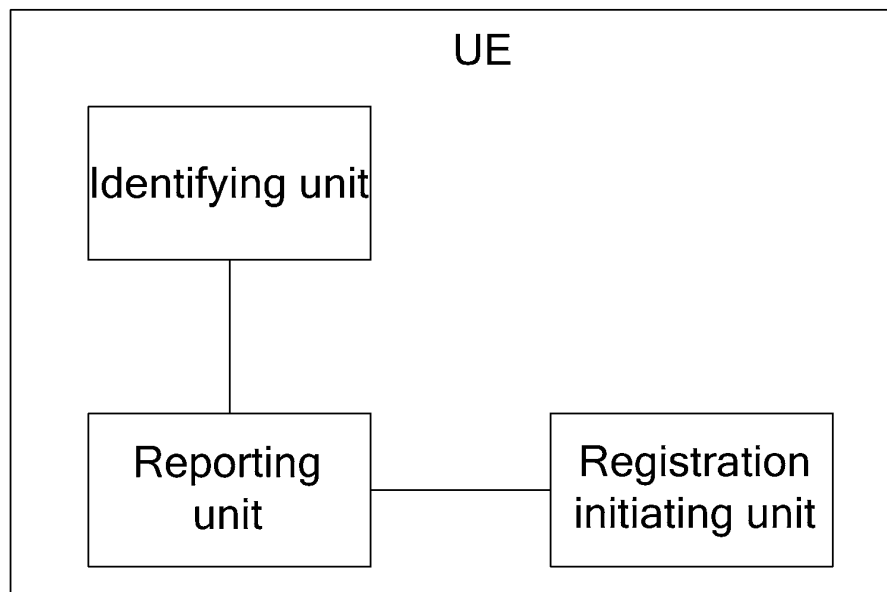 UE
Identifying unit
Reporting
unit
Registration
initiating unit